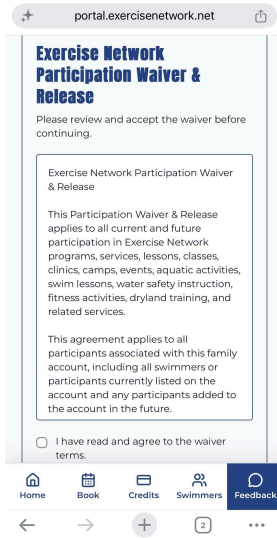 portal.exercisenetwork.net
Exercise Network
Participation Waiver &
Release
Please review and accept the waiver before
continuing.
Exercise Network Participation Waiver
& Release
This Participation Waiver & Release
applies to all current and future
participation in Exercise Network
programs, services, lessons, classes,
clinics, camps, events, aquatic activities,
swim lessons, water safety instruction,
fitness activities, dryland training, and
related services.
This agreement applies to all
participants associated with this family
account, including all swimmers or
participants currently listed on the
account and any participants added to
the account in the future.
I have read and agree to the waiver
terms.
Home Book Credits Swimmers Feedback
2